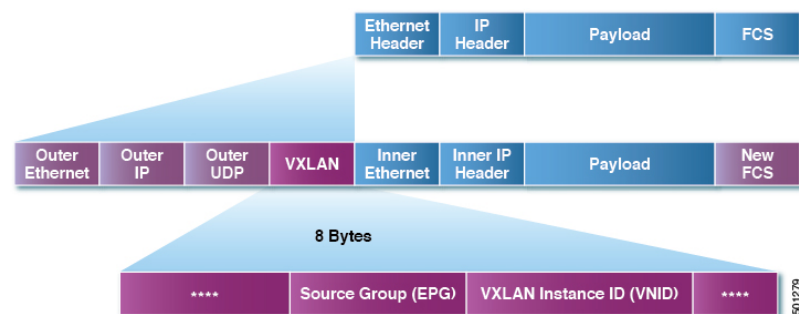 Ethernet Header
IP Header
Payload
FCS
Outer Ethernet
Outer IP
Outer UDP
VXLAN
Inner Ethernet
Inner IP Header
Payload
New FCS
8 Bytes
****
Source Group (EPG)
VXLAN Instance ID (VNID)
****
501279